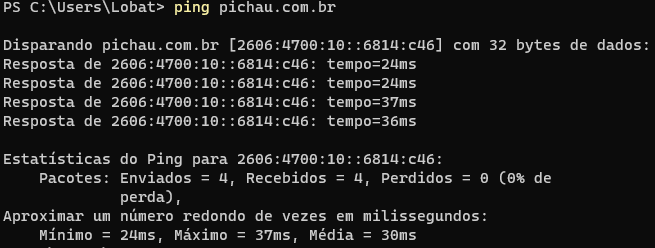 PS C:\Users\Lobat> ping pichau.com.br
Disparando pichau.com.br [2606:4700:10::6814:c46] com 32 bytes de dados:
Resposta de 2606:4700:10::6814:c46: tempo=24ms
Resposta de 2606:4700:10::6814:c46: tempo=24ms
Resposta de 2606:4700:10::6814:c46: tempo=37ms
Resposta de 2606:4700:10::6814:c46: tempo=36ms
Estatísticas do Ping para 2606:4700:10::6814:c46:
Pacotes: Enviados = 4, Recebidos = 4, Perdidos = 0 (0% de
perda),
Aproximar um número redondo de vezes em milissegundos:
Mínimo = 24ms, Máximo = 37ms, Média = 30ms